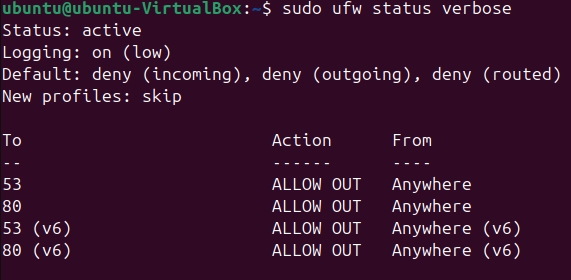 ubuntu@ubuntu-VirtualBox:~$ sudo ufw status verbose
Status: active
Logging: on (low)
Default: deny (incoming), deny (outgoing), deny (routed)
New profiles: skip
To                         Action      From
--                         ------      ----
53                         ALLOW OUT   Anywhere
80                         ALLOW OUT   Anywhere
53 (v6)                    ALLOW OUT   Anywhere (v6)
80 (v6)                    ALLOW OUT   Anywhere (v6)